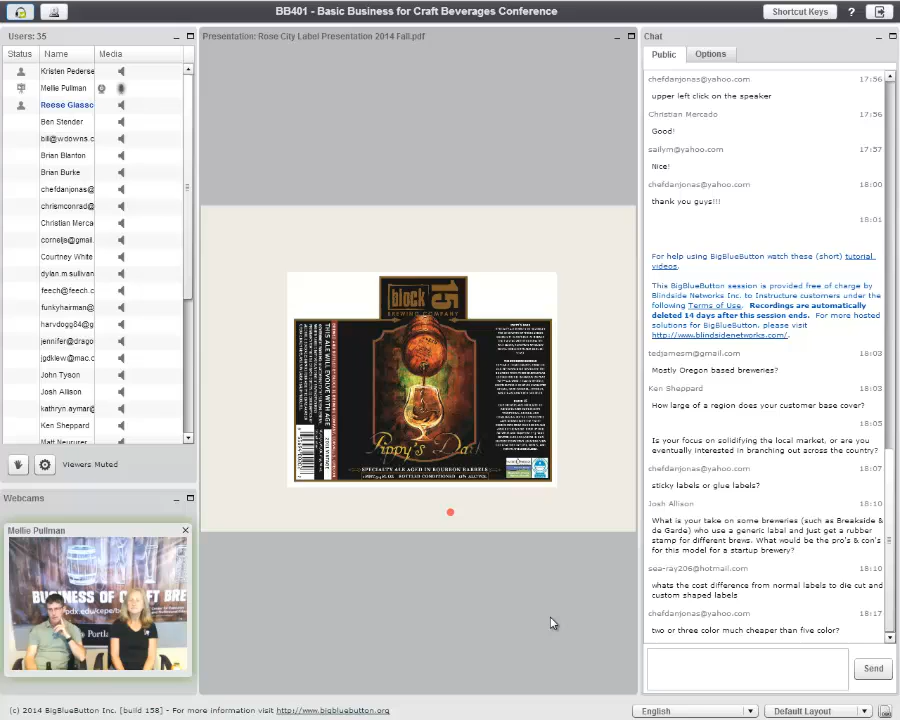 BB401 - Basic Business for Craft Beverages Conference
Shortcut Keys
?
Users: 35
Status Name Media
Kristen Pederse
Mellie Pullman
Reese Glassc
Ben Stender
bill@wdowns.c
Brian Blanton
Brian Burke
chefdanjonas@
chrismconrad@
Christian Merca
corneljs@gmail.
Courtney White
dylan.m.sullivan
feech@feech.c
funkyhairman@
harvdogg84@g
jennifer@drago
jgdklew@mac.c
John Tyson
Josh Allison
kathryn.eymar@
Ken Sheppard
Matt Neururer
Viewers Muted
Webcams
Mellie Pullman
BUSINESS OF CRAFT BRE
pdx.edu/cepe/b
Portla
Presentation: Rose City Label Presentation 2014 Fall.pdf
block 15
BREWING COMPANY
THIS ALE WILL EVOLVE WITH AGE
Pippy's Dark
SPECIALTY ALE AGED IN BOURBON BARRELS
Chat
Public
Options
chefdanjonas@yahoo.com 17:56
upper left click on the speaker
Christian Mercado 17:56
Good!
sailym@yahoo.com 17:57
Nice!
chefdanjonas@yahoo.com 18:00
thank you guys!!!
18:01
For help using BigBlueButton watch these (short) tutorial
videos.
This BigBlueButton session is provided free of charge by
Blindside Networks Inc. to Instructure customers under the
following Terms of Use. Recordings are automatically
deleted 14 days after this session ends. For more hosted
solutions for BigBlueButton, please visit
http://www.blindsidenetworks.com/.
tedjamesm@gmail.com 18:03
Mostly Oregon based breweries?
Ken Sheppard 18:03
How large of a region does your customer base cover?
18:05
Is your focus on solidifying the local market, or are you
eventually interested in branching out across the country?
chefdanjonas@yahoo.com 18:07
sticky labels or glue labels?
Josh Allison 18:10
What is your take on some breweries (such as Breakside &
de Garde) who use a generic label and just get a rubber
stamp for different brews. What would be the pro's & con's
for this model for a startup brewery?
sea-ray206@hotmail.com 18:10
whats the cost difference from normal labels to die cut and
custom shaped labels
chefdanjonas@yahoo.com 18:17
two or three color much cheaper than five color?
Send
(c) 2014 BigBlueButton Inc. [build 158] - For more information visit http://www.bigbluebutton.org
English
Default Layout